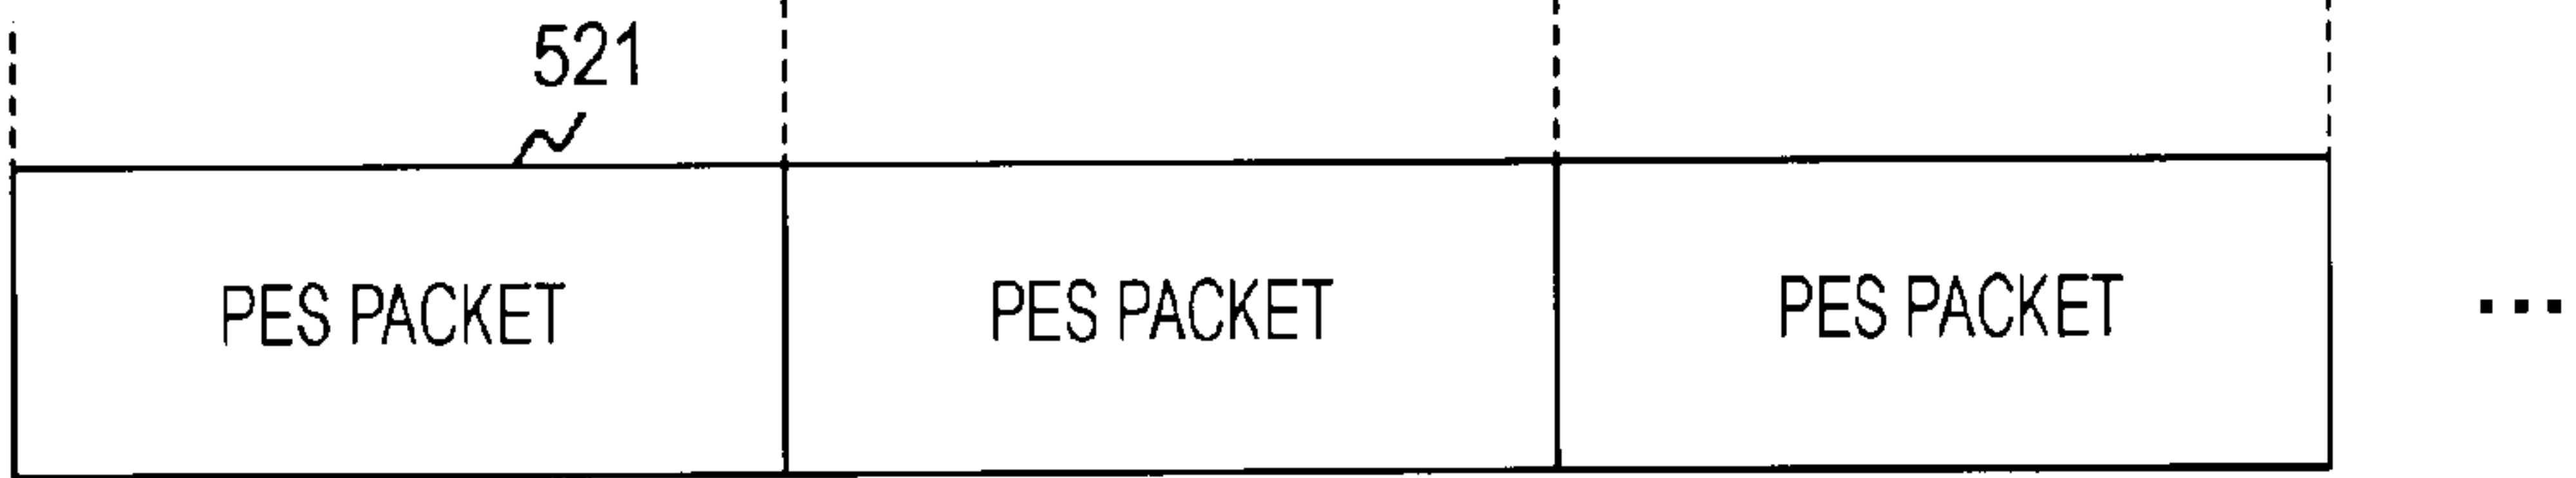 521
PES PACKET PES PACKET PES PACKET ...